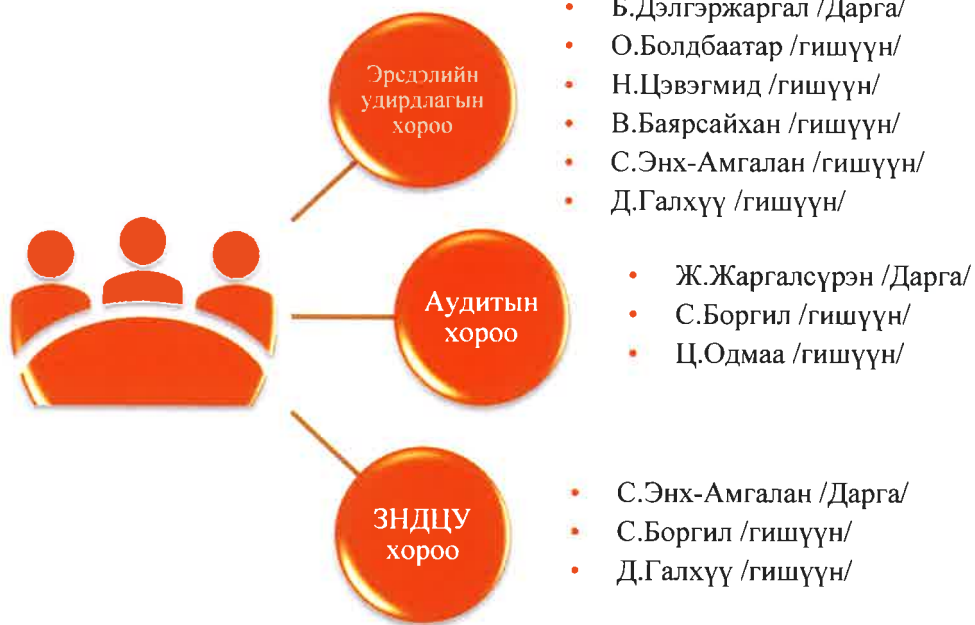 Эрсдэлийн
удирдлагын
хороо
Б.Дэлгэржаргал /Дарга/
О.Болдбаатар /гишүүн/
Н.Цэвэгмид /гишүүн/
В.Баярсайхан /гишүүн/
С.Энх-Амгалан /гишүүн/
Д.Галхүү /гишүүн/
Аудитын
хороо
Ж.Жаргалсүрэн /Дарга/
С.Боргил /гишүүн/
Ц.Одмаа /гишүүн/
ЗНДЦУ
хороо
С.Энх-Амгалан /Дарга/
С.Боргил /гишүүн/
Д.Галхүү /гишүүн/